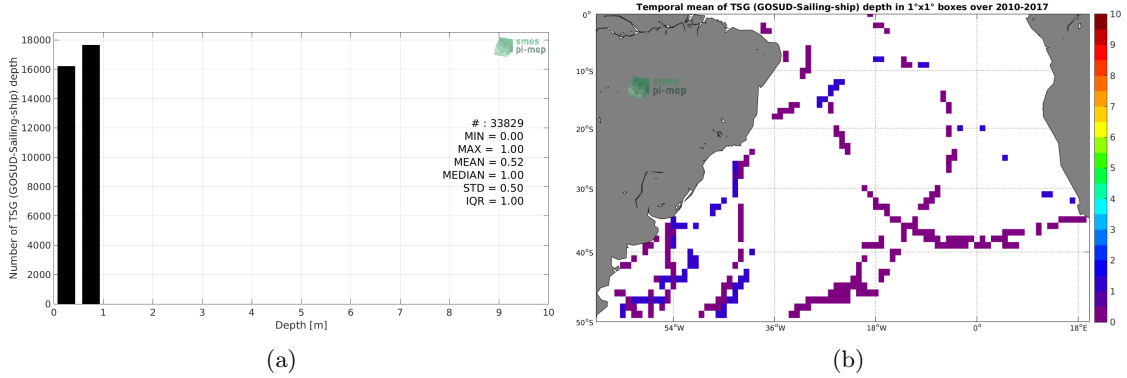 Number of TSG (GOSUD-Sailing-ship) depth
18000
16000
14000
12000
10000
8000
6000
4000
2000
0
smos
pi-mep
# : 33829
MIN = 0.00
MAX = 1.00
MEAN = 0.52
MEDIAN = 1.00
STD = 0.50
IQR = 1.00
0 1 2 3 4 5 6 7 8 9 10
Depth [m]
(a)
Temporal mean of TSG (GOSUD-Sailing-ship) depth in 1°x1° boxes over 2010-2017
0°
10°S
20°S
30°S
40°S
50°S
smos
pi-mep
54°W 36°W 18°W 0° 18°E
10
9
8
7
6
5
4
3
2
1
0
(b)